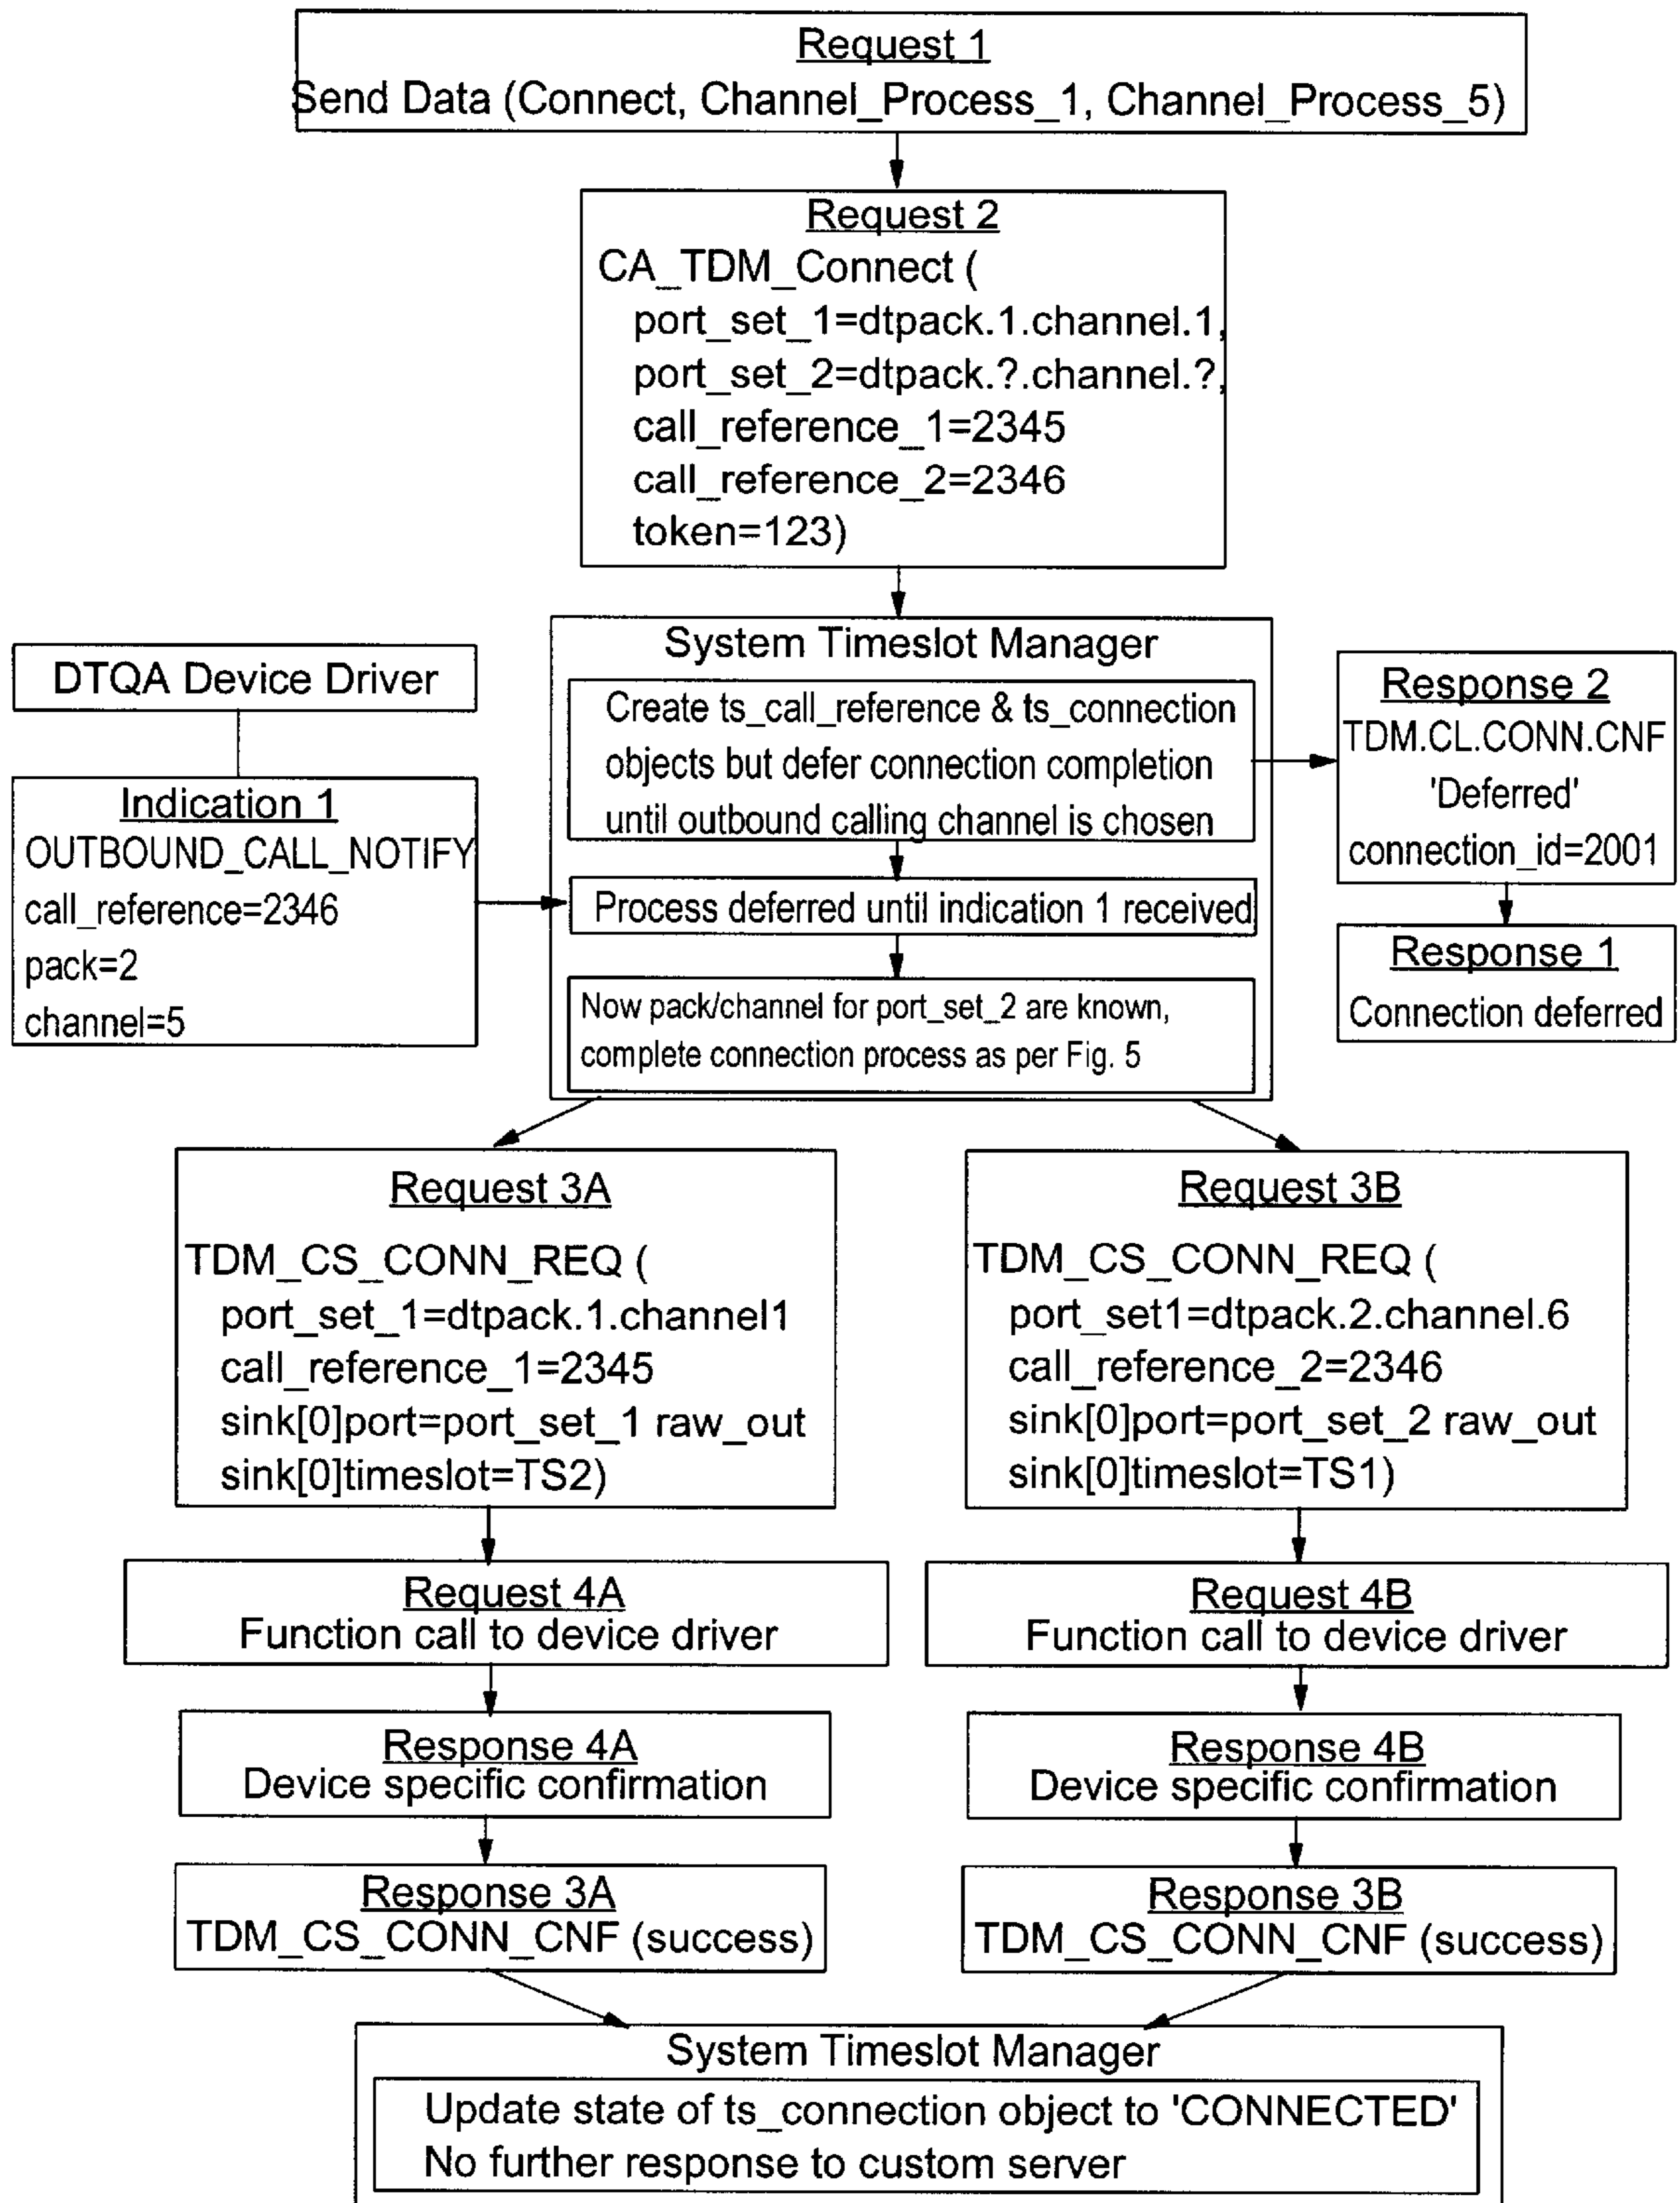 Request 1
Send Data (Connect, Channel_Process_1, Channel_Process_5)
Request 2
CA_TDM_Connect (
port_set_1=dtpack.1.channel.1,
port_set_2=dtpack.?.channel.?,
call_reference_1=2345
call_reference_2=2346
token=123)
System Timeslot Manager
Create ts_call_reference & ts_connection
objects but defer connection completion
until outbound calling channel is chosen
Process deferred until indication 1 received
Now pack/channel for port_set_2 are known,
complete connection process as per Fig. 5
DTQA Device Driver
Indication 1
OUTBOUND_CALL_NOTIFY
call_reference=2346
pack=2
channel=5
Response 2
TDM.CL.CONN.CNF
'Deferred'
connection_id=2001
Response 1
Connection deferred
Request 3A
TDM_CS_CONN_REQ (
port_set_1=dtpack.1.channel1
call_reference_1=2345
sink[0]port=port_set_1 raw_out
sink[0]timeslot=TS2)
Request 3B
TDM_CS_CONN_REQ (
port_set1=dtpack.2.channel.6
call_reference_2=2346
sink[0]port=port_set_2 raw_out
sink[0]timeslot=TS1)
Request 4A
Function call to device driver
Request 4B
Function call to device driver
Response 4A
Device specific confirmation
Response 4B
Device specific confirmation
Response 3A
TDM_CS_CONN_CNF (success)
Response 3B
TDM_CS_CONN_CNF (success)
System Timeslot Manager
Update state of ts_connection object to 'CONNECTED'
No further response to custom server